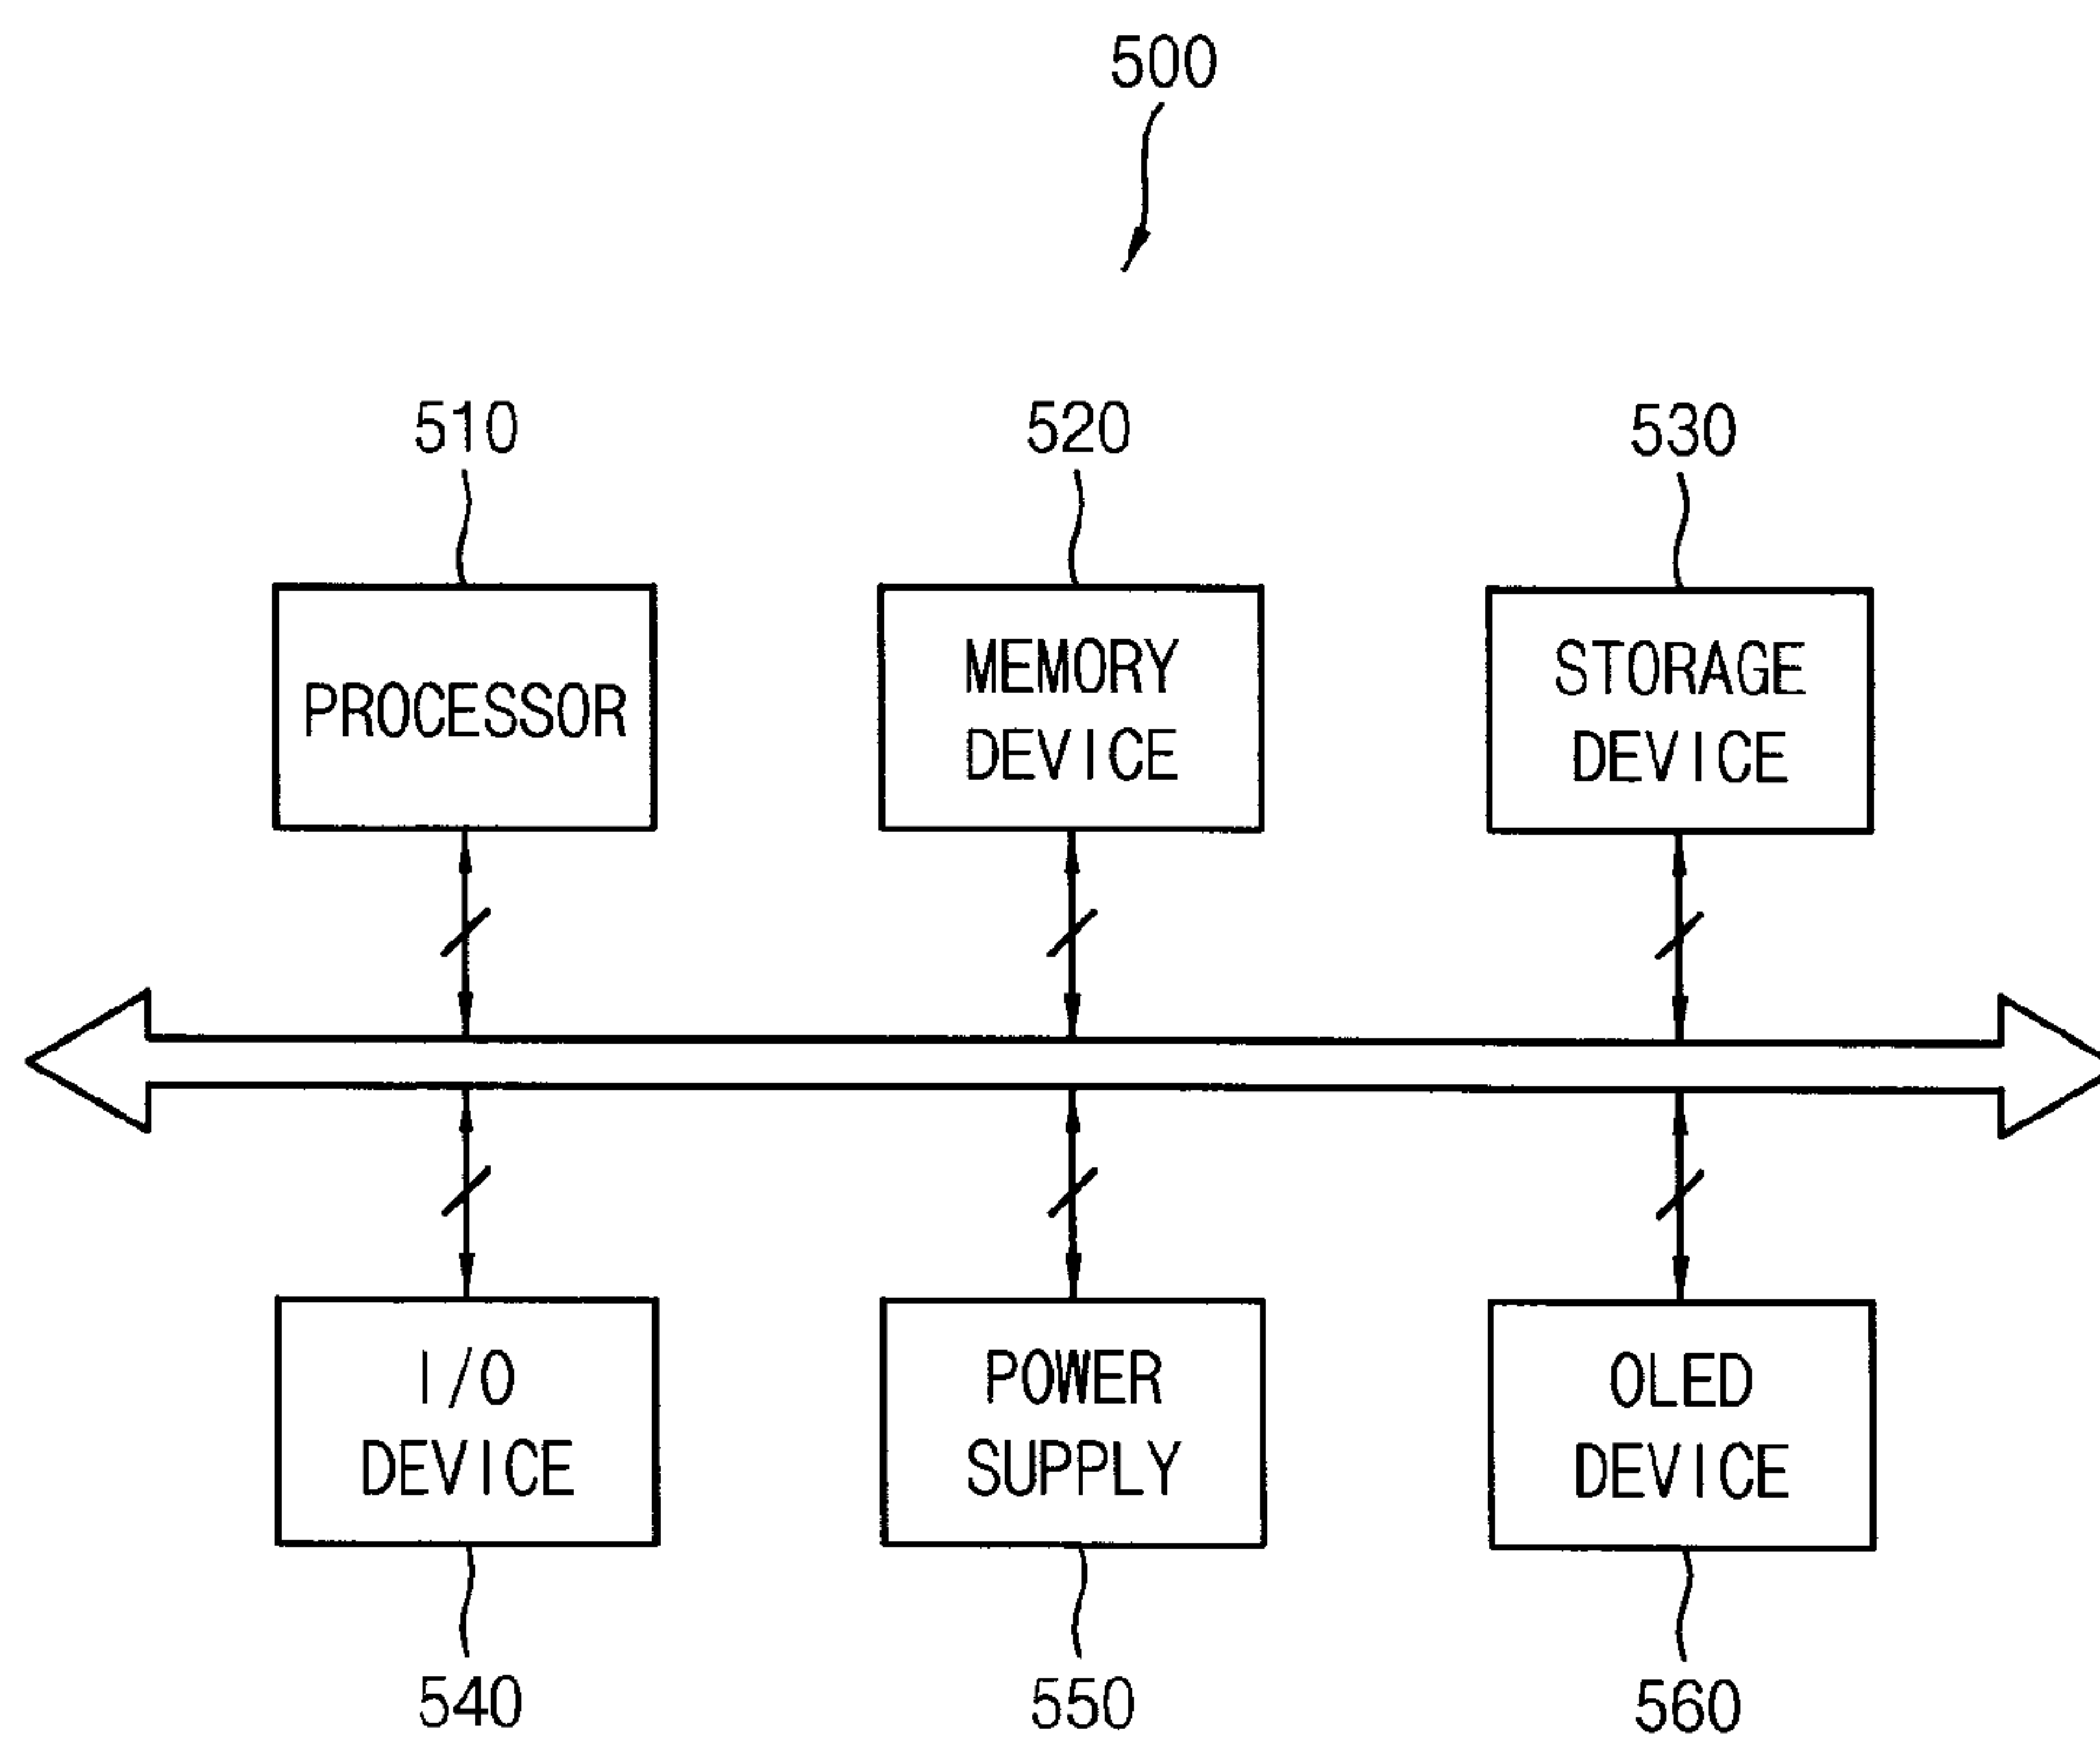 500
510
520
530
PROCESSOR
MEMORY
DEVICE
STORAGE
DEVICE
I/O
DEVICE
POWER
SUPPLY
OLED
DEVICE
540
550
560